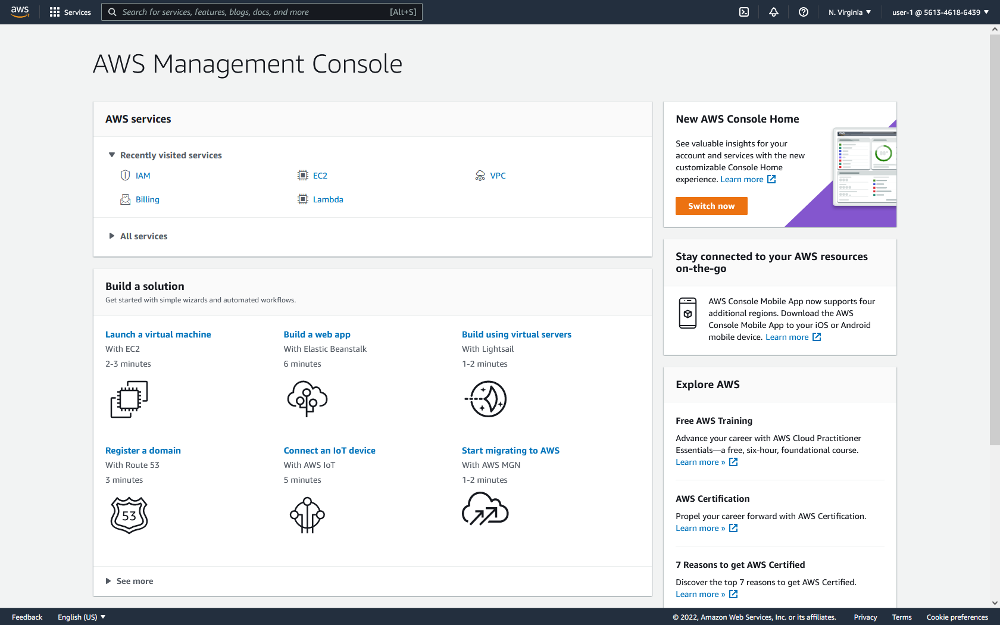 aws
Services
Search for services, features, blogs, docs, and more
[Alt+S]
N. Virginia
user-1 @ 5613-4618-6439
AWS Management Console
AWS services
Recently visited services
IAM
EC2
VPC
Billing
Lambda
All services
Build a solution
Get started with simple wizards and automated workflows.
Launch a virtual machine
With EC2
2-3 minutes
Build a web app
With Elastic Beanstalk
6 minutes
Build using virtual servers
With Lightsail
1-2 minutes
Register a domain
With Route 53
3 minutes
53
Connect an IoT device
With AWS IoT
5 minutes
Start migrating to AWS
With AWS MGN
1-2 minutes
See more
New AWS Console Home
See valuable insights for your
account and services with the new
customizable Console Home
experience. Learn more
Switch now
Stay connected to your AWS resources
on-the-go
AWS Console Mobile App now supports four
additional regions. Download the AWS
Console Mobile App to your iOS or Android
mobile device. Learn more
Explore AWS
Free AWS Training
Advance your career with AWS Cloud Practitioner
Essentials—a free, six-hour, foundational course.
Learn more »
AWS Certification
Propel your career forward with AWS Certification.
Learn more »
7 Reasons to get AWS Certified
Discover the top 7 reasons to get AWS Certified.
Learn more »
Feedback
English (US)
© 2022, Amazon Web Services, Inc. or its affiliates.
Privacy
Terms
Cookie preferences